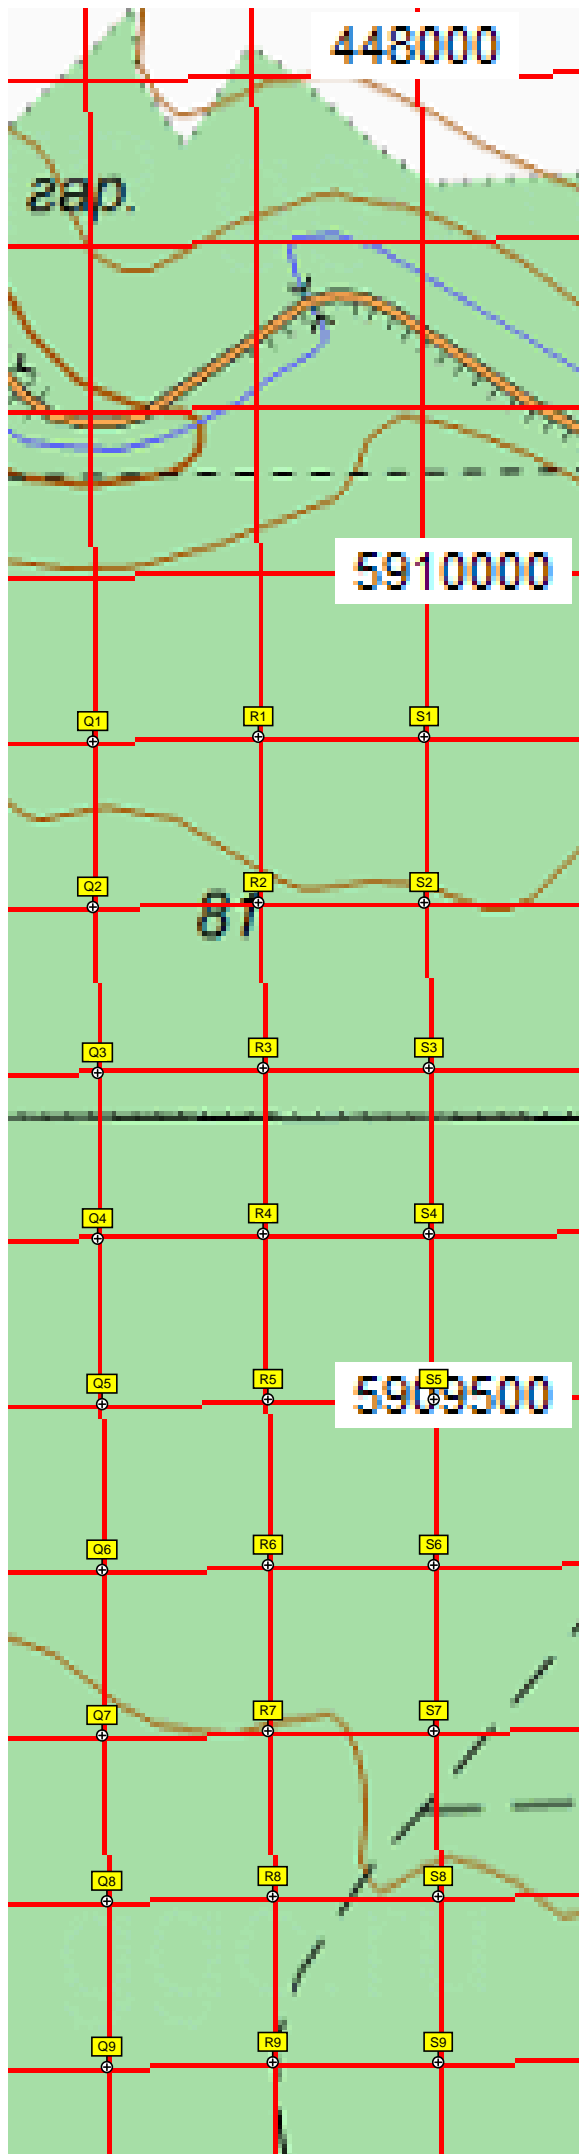 448000
гар.
5910000
Q1 R1 S1
Q2 R2 S2
81
Q3 R3 S3
Q4 R4 S4
Q5 R5 S5
5909500
Q6 R6 S6
Q7 R7 S7
Q8 R8 S8
Q9 R9 S9